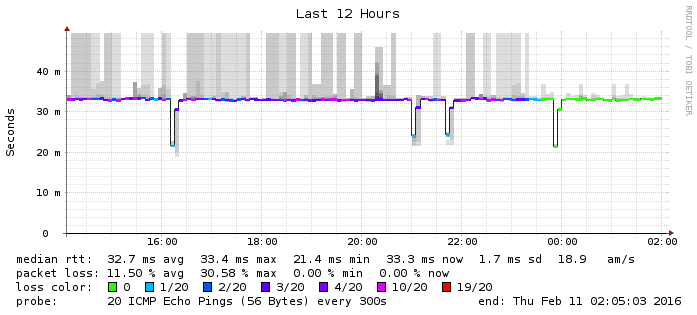 Last 12 Hours
RRDTOOL / TOBI OETIKER
Seconds
40 m
30 m
20 m
10 m
0
16:00 18:00 20:00 22:00 00:00 02:00
median rtt: 32.7 ms avg 33.4 ms max 21.4 ms min 33.3 ms now 1.7 ms sd 18.9 am/s
packet loss: 11.50 % avg 30.58 % max 0.00 % min 0.00 % now
loss color: 0 1/20 2/20 3/20 4/20 10/20 19/20
probe: 20 ICMP Echo Pings (56 Bytes) every 300s end: Thu Feb 11 02:05:03 2016